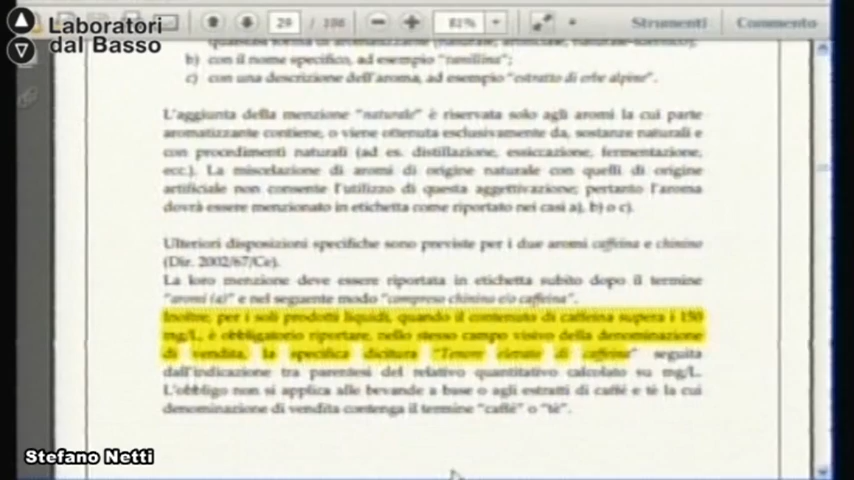 Laboratori
dal Basso
29 / 186
81%
Strumenti
Commento
b) con il nome specifico, ad esempio "vanillina";
c) con una descrizione dell'aroma, ad esempio "estratto di erbe alpine".
L'aggiunta della menzione "naturale" è riservata solo agli aromi la cui parte
aromatizzante contiene, o viene ottenuta esclusivamente da, sostanze naturali e
con procedimenti naturali (ad es. distillazione, essiccazione, fermentazione,
ecc.). La miscelazione di aromi di origine naturale con quelli di origine
artificiale non consente l'utilizzo di questa aggettivazione; pertanto l'aroma
dovrà essere menzionato in etichetta come riportato nei casi a), b) o c).
Ulteriori disposizioni specifiche sono previste per i due aromi caffeina e chinino
(Dir. 2002/67/Ce).
La loro menzione deve essere riportata in etichetta subito dopo il termine
"aromi (a)" e nel seguente modo "compreso chinino e/o caffeina".
Inoltre, per i soli prodotti liquidi, quando il contenuto di caffeina supera i 150
mg/L, è obbligatorio riportare, nello stesso campo visivo della denominazione
di vendita, la specifica dicitura "Tenore elevato di caffeina" seguita
dall'indicazione tra parentesi del relativo quantitativo calcolato su mg/L.
L'obbligo non si applica alle bevande a base o agli estratti di caffè e tè la cui
denominazione di vendita contenga il termine "caffè" o "tè".
Stefano Netti